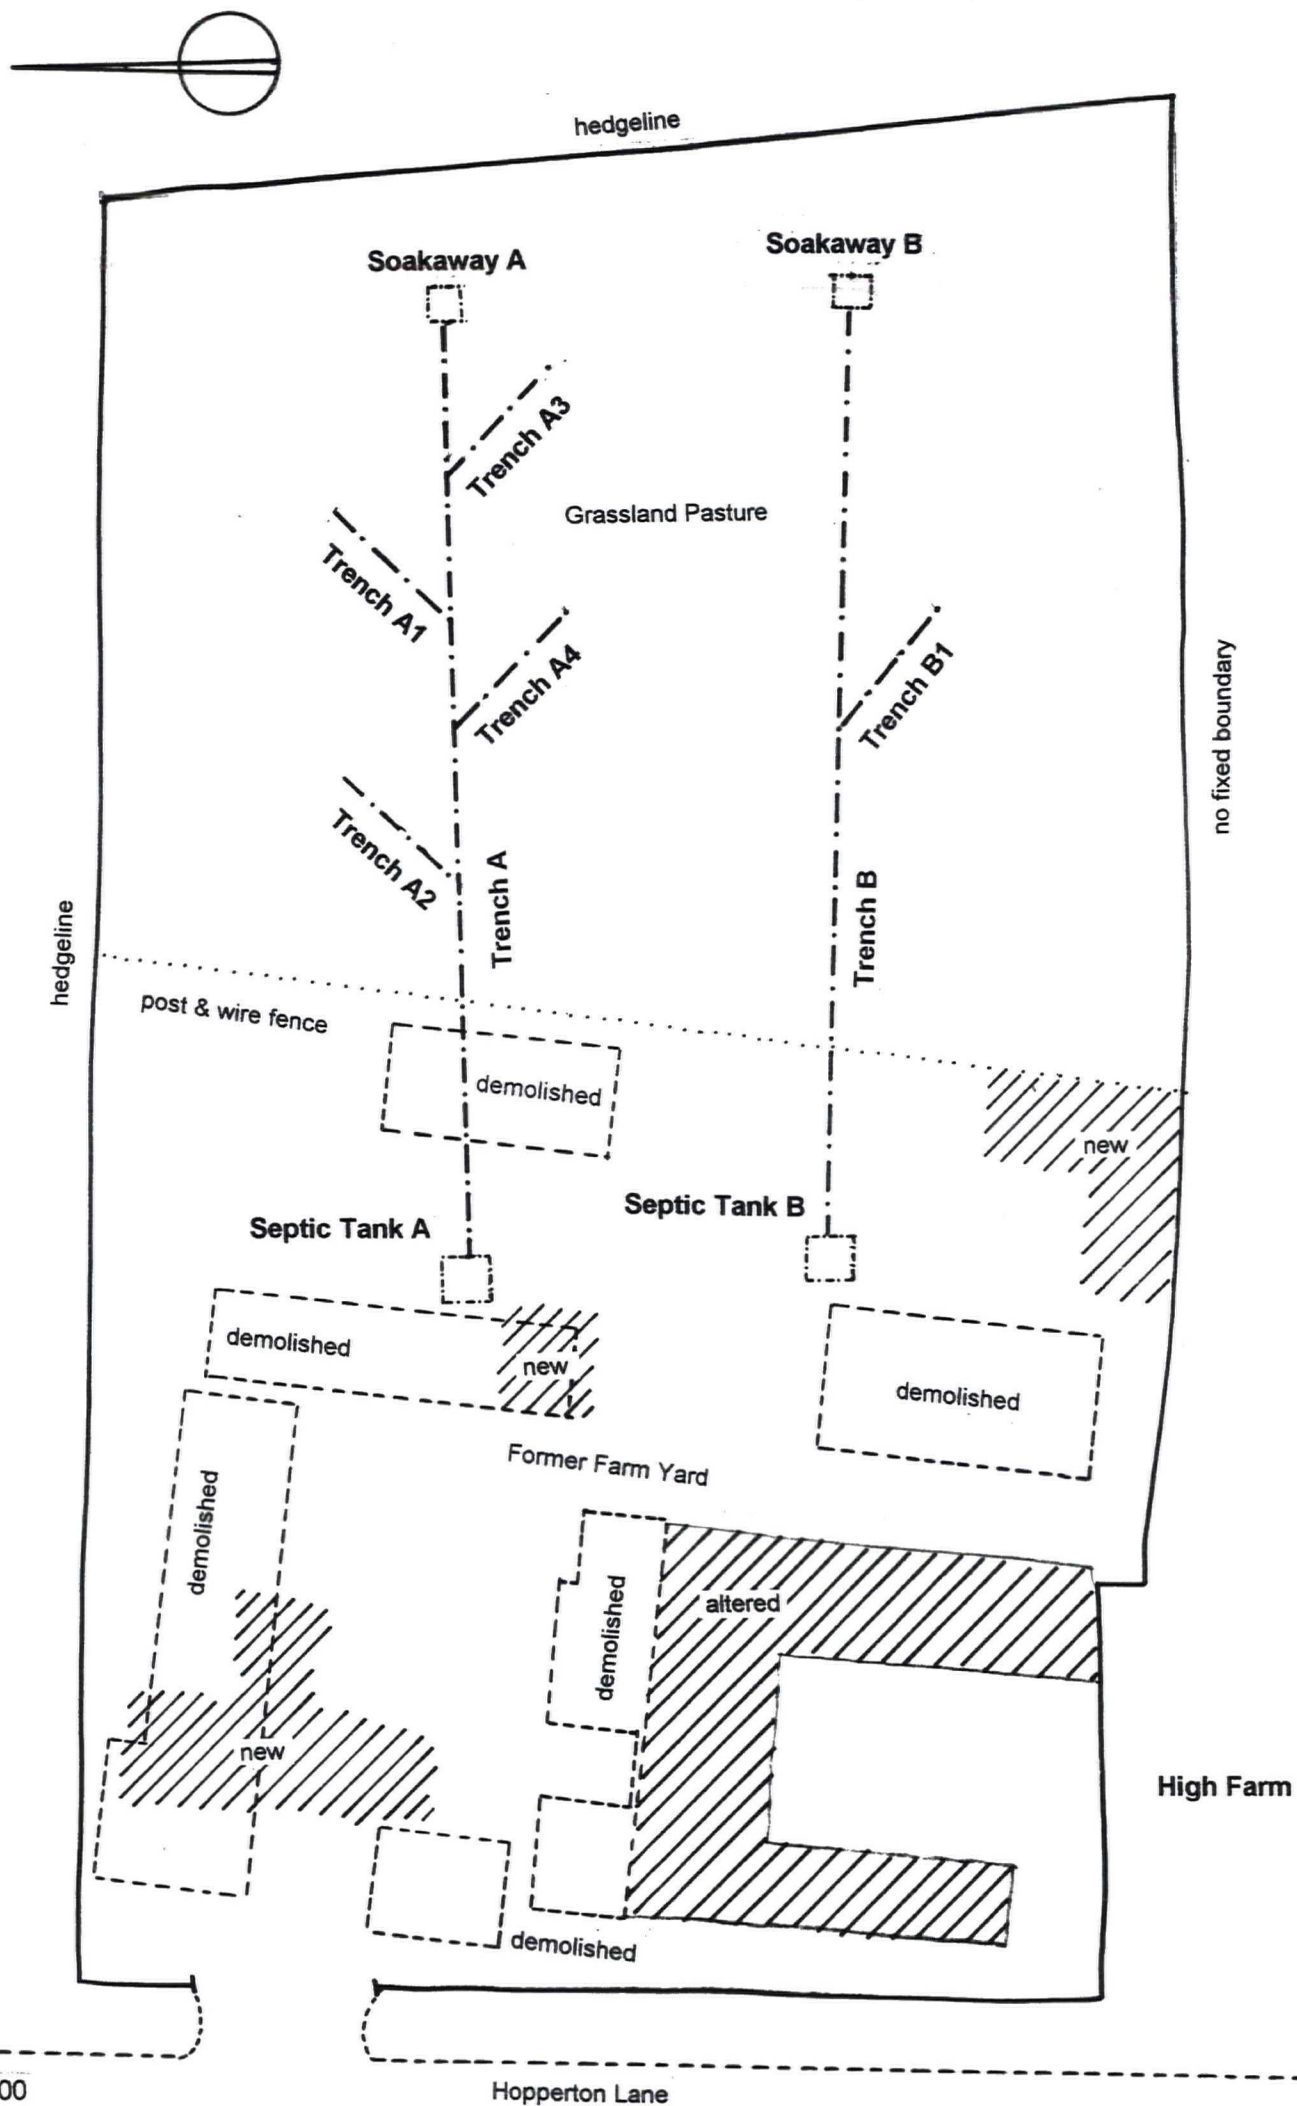 hedgeline
Soakaway A
Soakaway B
Trench A3
Grassland Pasture
Trench A1
Trench A4
Trench B1
no fixed boundary
Trench A2
Trench A
Trench B
hedgeline
post & wire fence
demolished
new
Septic Tank B
Septic Tank A
demolished
new
demolished
Former Farm Yard
demolished
demolished
altered
new
High Farm
demolished
00
Hopperton Lane